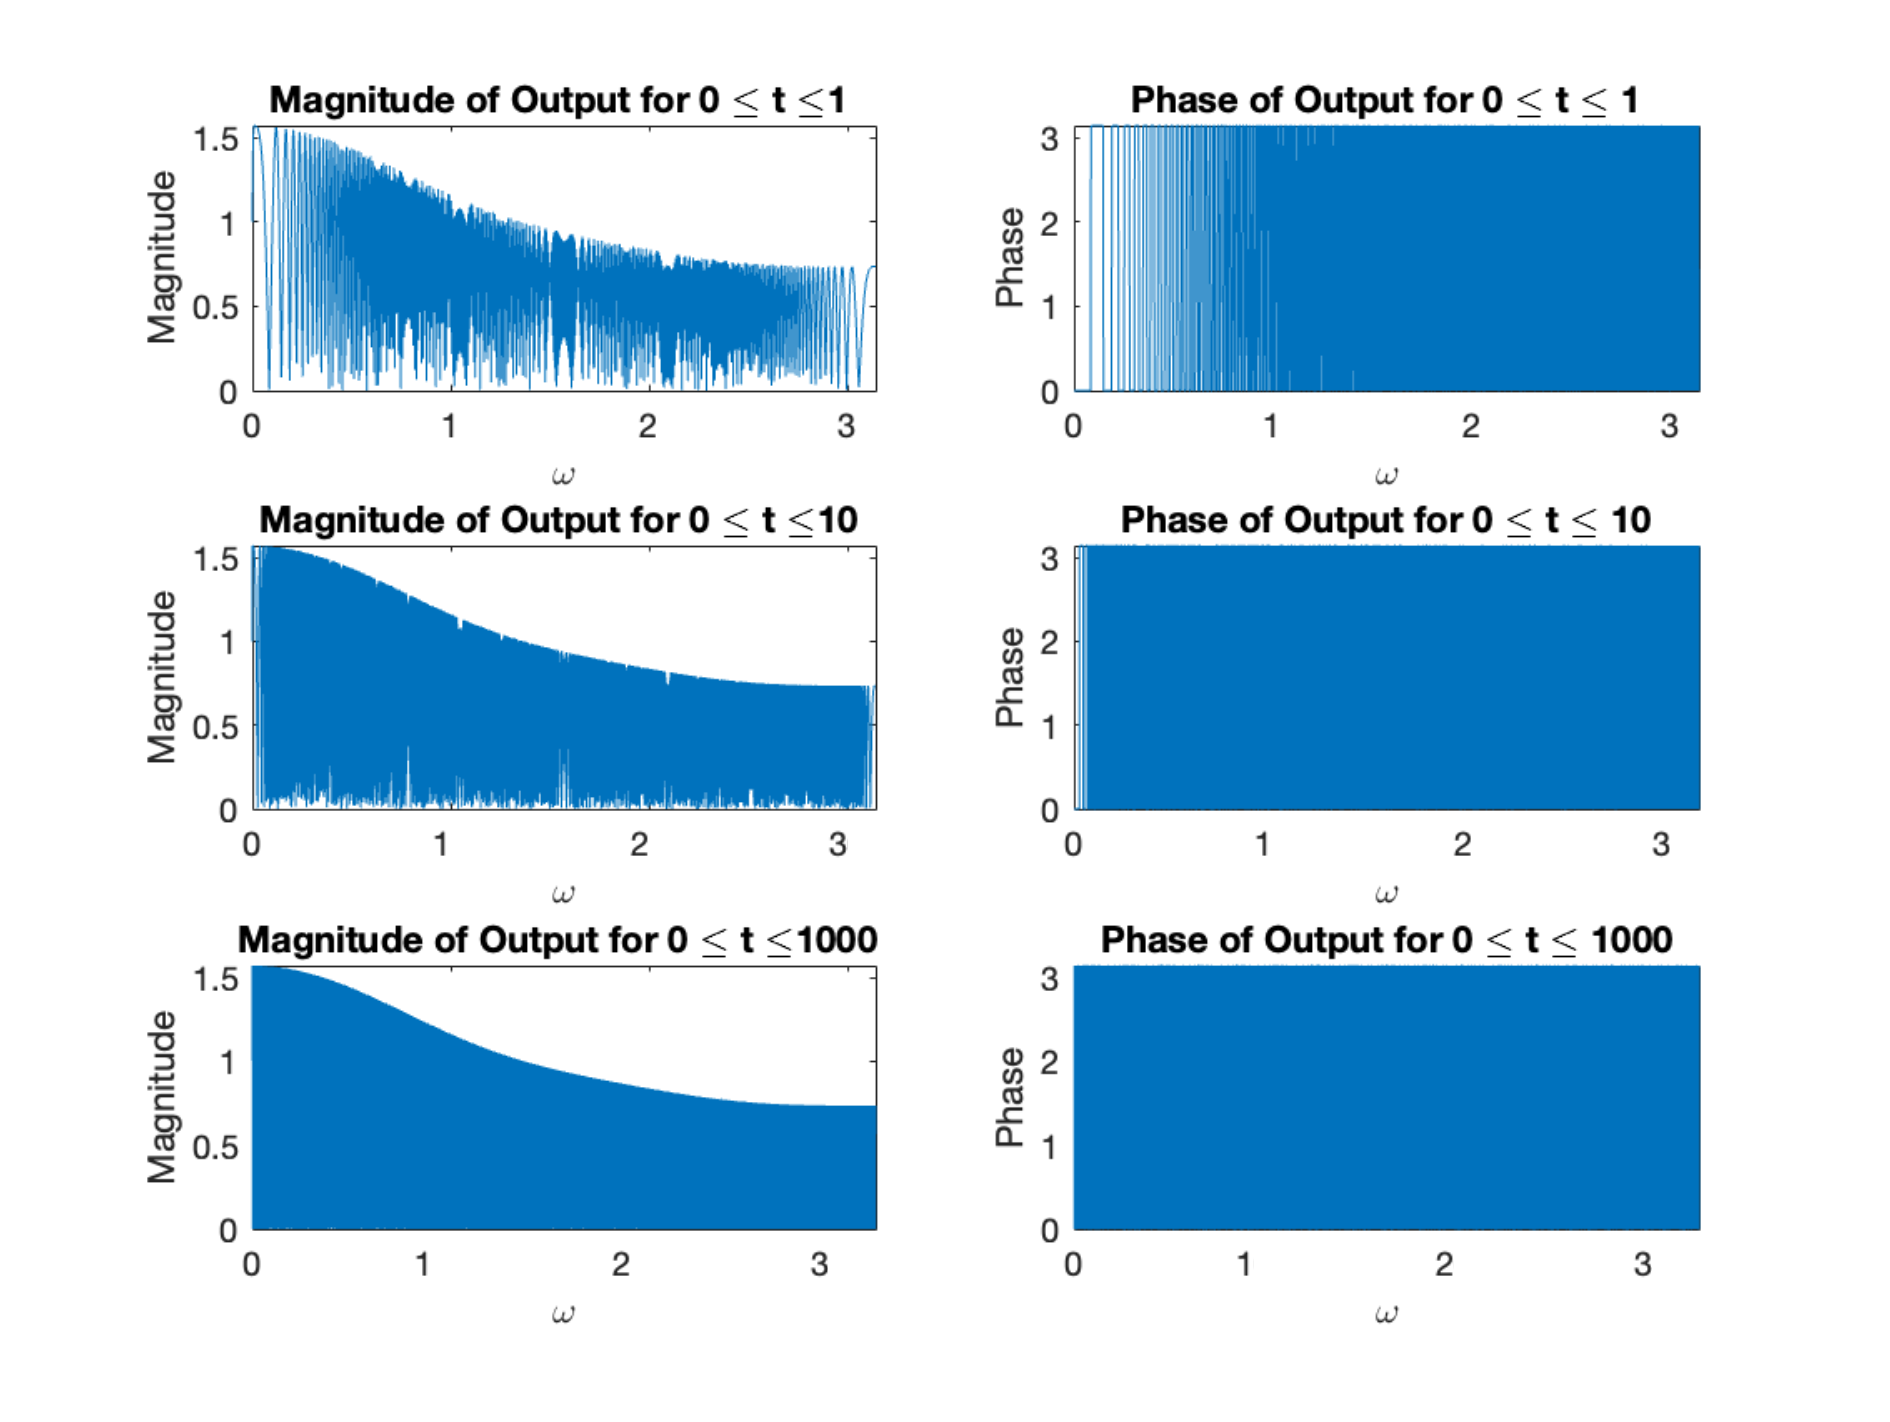 Magnitude of Output for 0 ≤ t ≤1
Magnitude
1.5
1
0.5
0
0 1 2 3
ω
Phase of Output for 0 ≤ t ≤ 1
Phase
3
2
1
0
0 1 2 3
ω
Magnitude of Output for 0 ≤ t ≤10
Magnitude
1.5
1
0.5
0
0 1 2 3
ω
Phase of Output for 0 ≤ t ≤ 10
Phase
3
2
1
0
0 1 2 3
ω
Magnitude of Output for 0 ≤ t ≤1000
Magnitude
1.5
1
0.5
0
0 1 2 3
ω
Phase of Output for 0 ≤ t ≤ 1000
Phase
3
2
1
0
0 1 2 3
ω